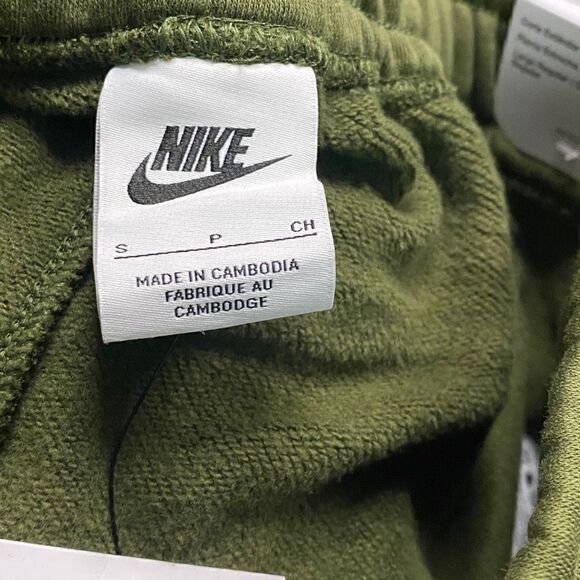 NIKE
S P CH
MADE IN CAMBODIA
FABRIQUE AU
CAMBODGE